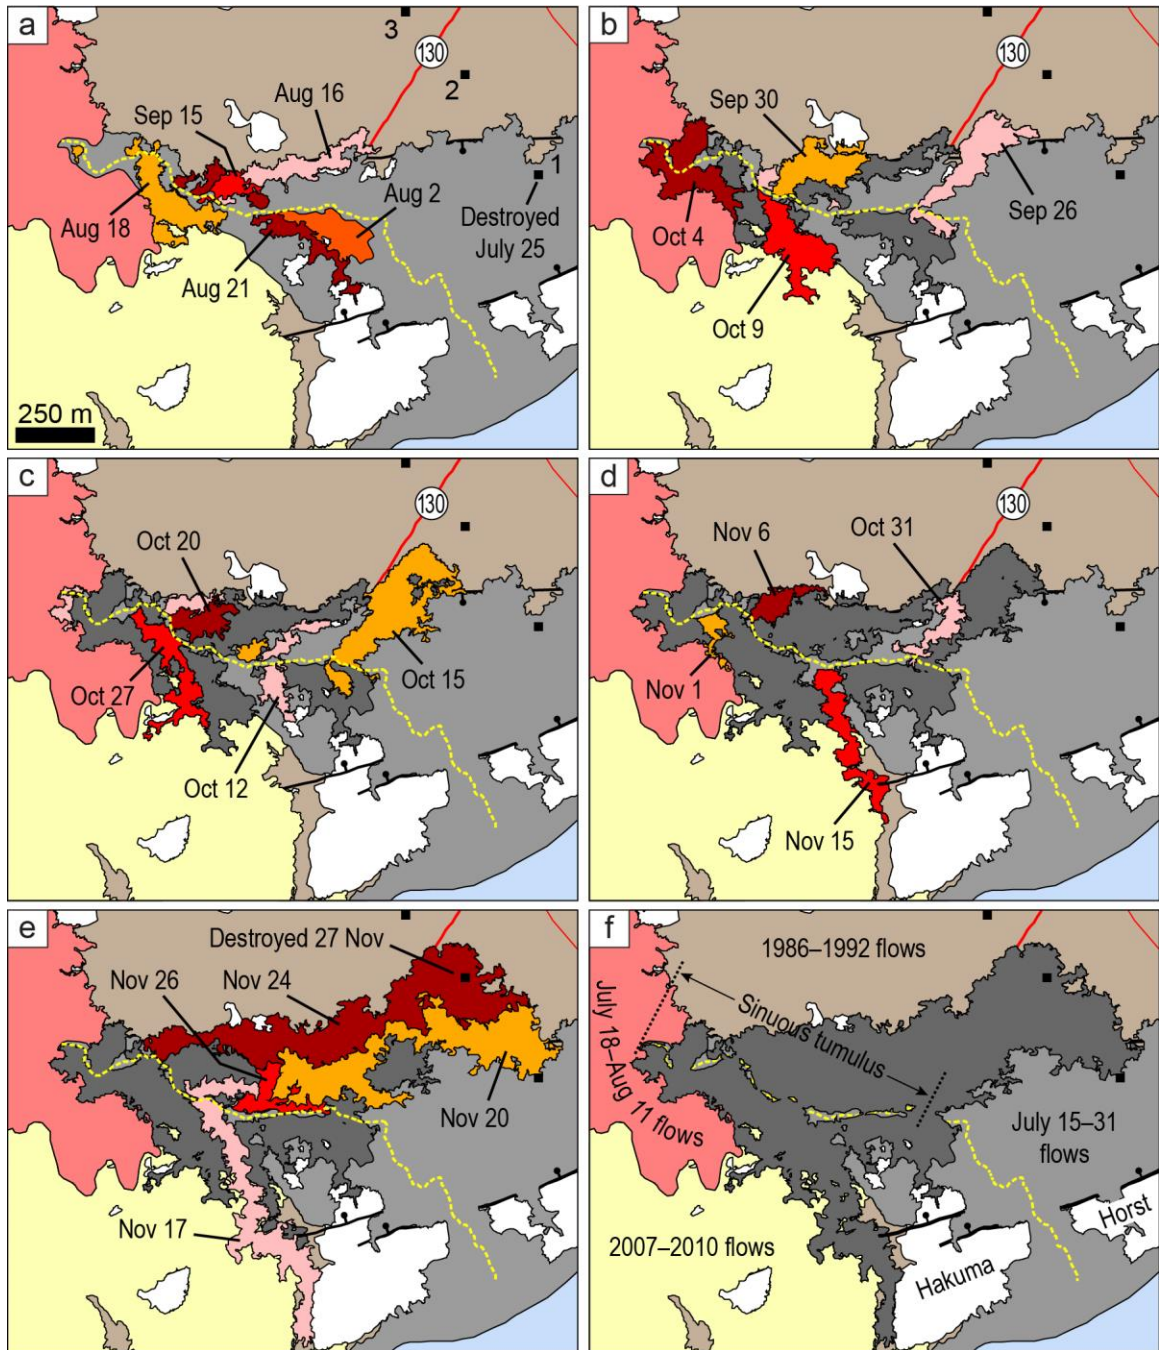 a
3
130
2
Aug 16
Sep 15
1
Aug 2
Destroyed
July 25
Aug 18
Aug 21
250 m
b
130
Sep 30
Sep 26
Oct 4
Oct 9
c
130
Oct 20
Oct 15
Oct 27
Oct 12
d
130
Nov 6
Oct 31
Nov 1
Nov 15
e
Destroyed 27 Nov
Nov 26
Nov 24
Nov 20
Nov 17
f
1986–1992 flows
Sinuous tumulus
July 18–Aug
11 flows
July 15–31
flows
Horst
2007–2010 flows
Hakuma